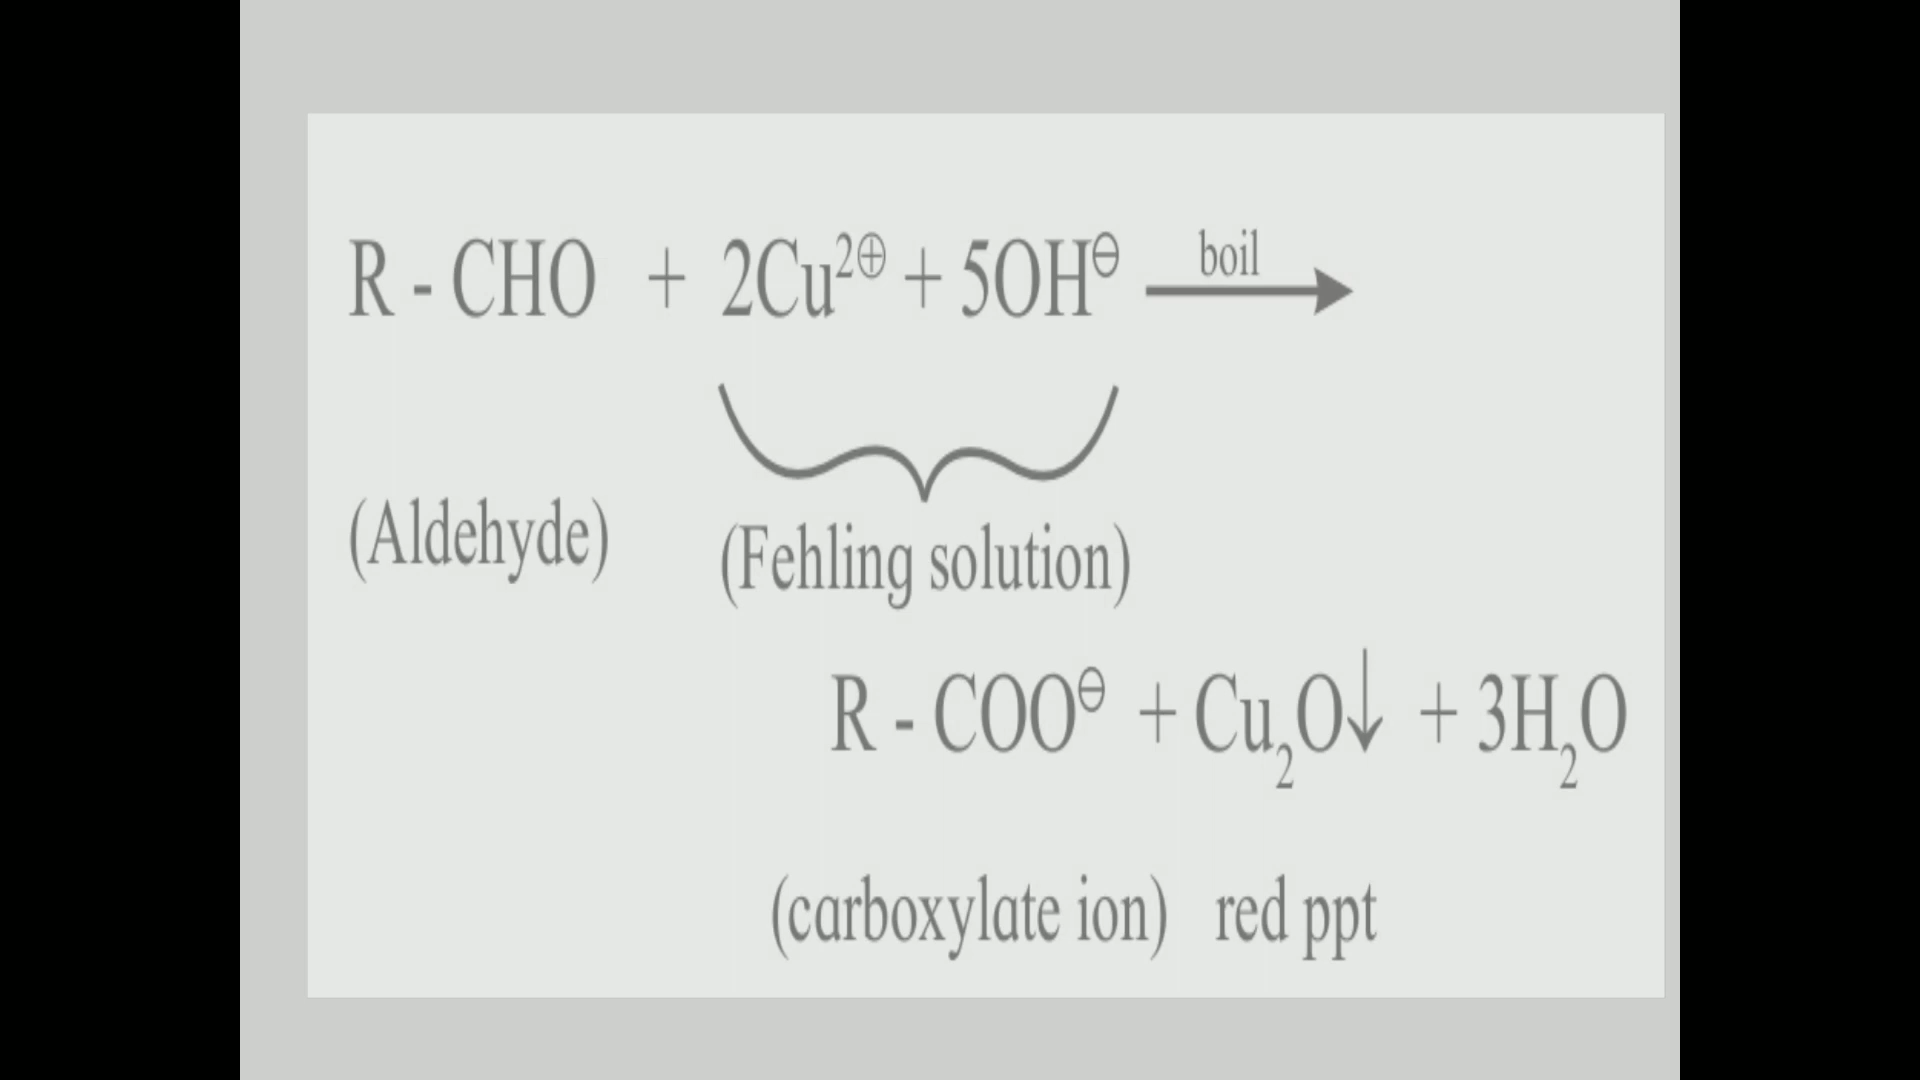 R - CHO + 2Cu²⊕ + 5OH⊖ boil
(Aldehyde) (Fehling solution)
R - COO⊖ + Cu₂O↓ + 3H₂O
(carboxylate ion) red ppt